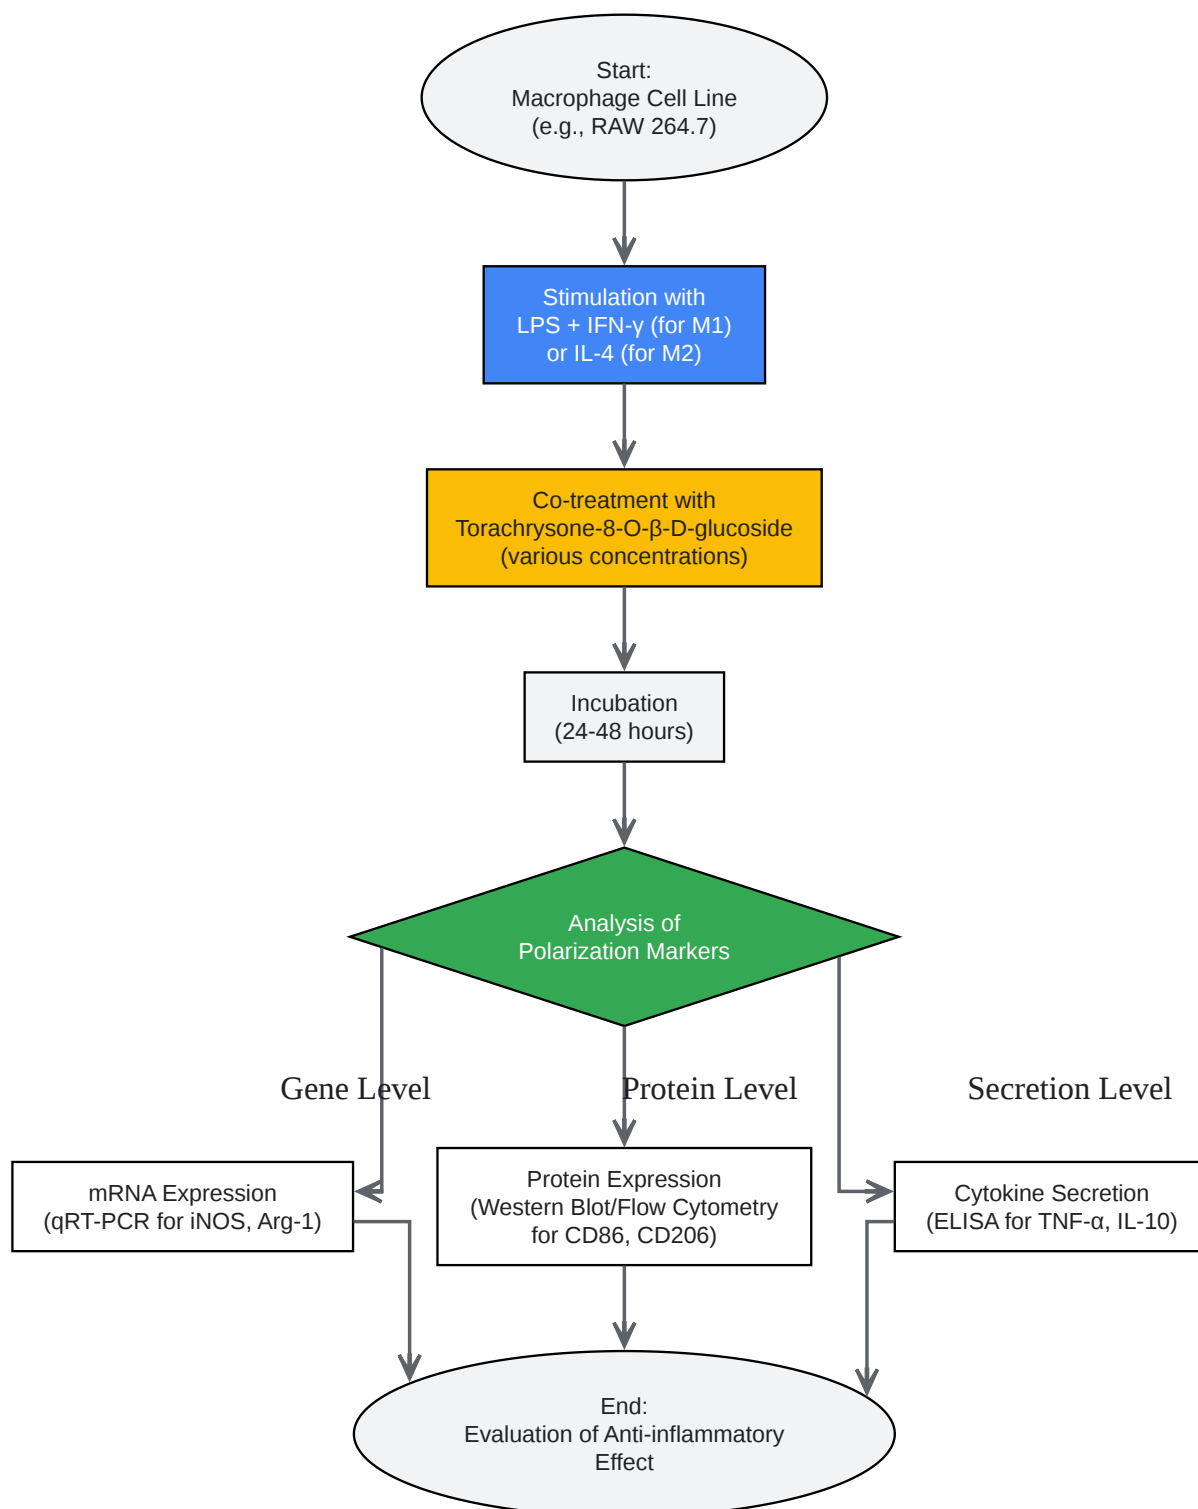 Start:
Macrophage Cell Line
(e.g., RAW 264.7)
Stimulation with
LPS + IFN-γ (for M1)
or IL-4 (for M2)
Co-treatment with
Torachrysone-8-O-β-D-glucoside
(various concentrations)
Incubation
(24-48 hours)
Analysis of
Polarization Markers
Gene Level
Protein Level
Secretion Level
mRNA Expression
(qRT-PCR for iNOS, Arg-1)
Protein Expression
(Western Blot/Flow Cytometry
for CD86, CD206)
Cytokine Secretion
(ELISA for TNF-α, IL-10)
End:
Evaluation of Anti-inflammatory
Effect